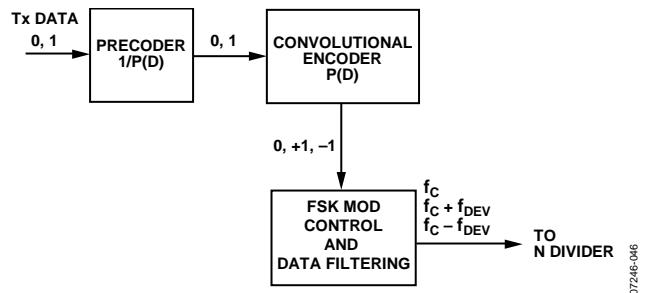 Tx DATA
0, 1
PRECODER
1/P(D)
0, 1
CONVOLUTIONAL
ENCODER
P(D)
0, +1, –1
FSK MOD
CONTROL
AND
DATA FILTERING
fC
fC + fDEV
fC – fDEV
TO
N DIVIDER
07246-046